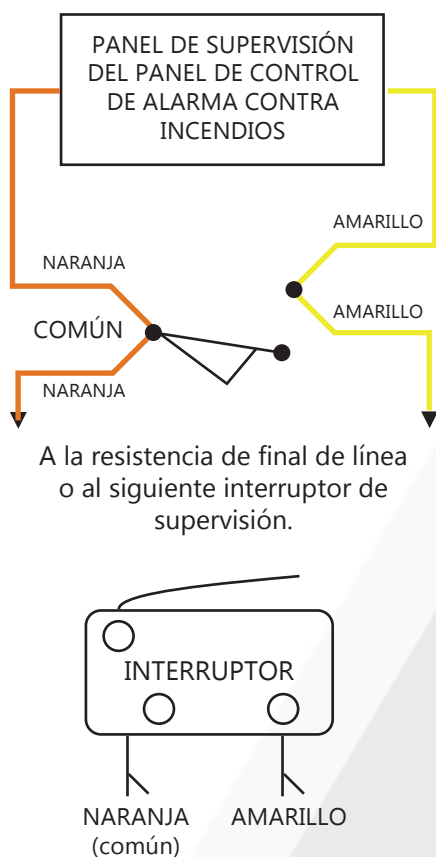 PANEL DE SUPERVISIÓN
DEL PANEL DE CONTROL
DE ALARMA CONTRA
INCENDIOS
AMARILLO
NARANJA
AMARILLO
COMÚN
NARANJA
A la resistencia de final de línea
o al siguiente interruptor de
supervisión.
INTERRUPTOR
NARANJA
(común)
AMARILLO